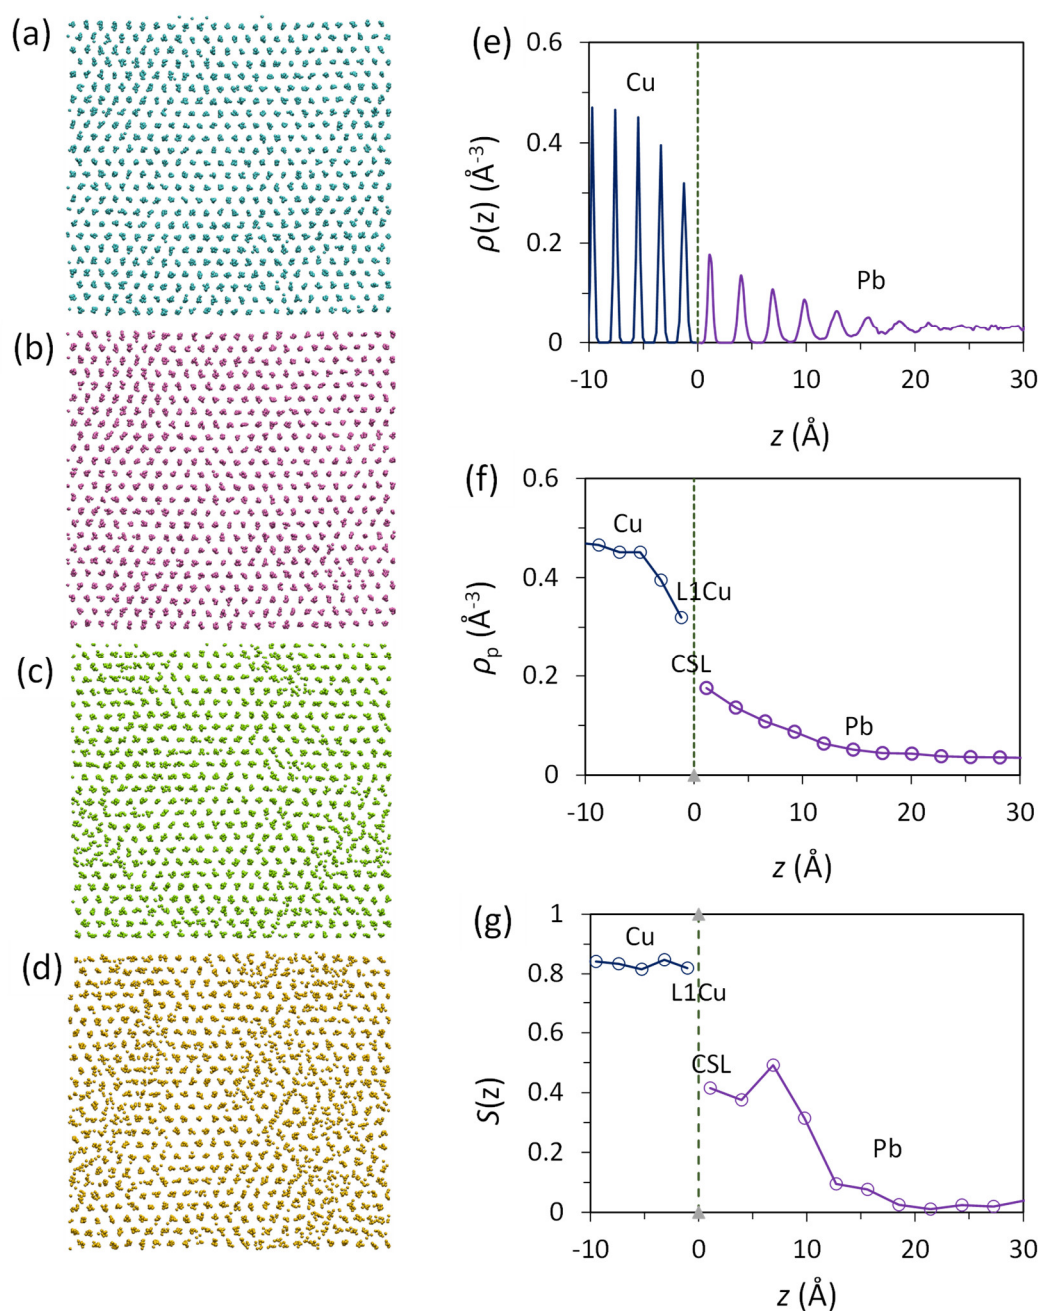 (a)
(b)
(c)
(d)
(e)
0.6
0.4
0.2
0
ρ(z) (Å⁻³)
Cu
Pb
-10 0 10 20 30
z (Å)
(f)
0.6
0.4
0.2
0
ρp (Å⁻³)
Cu
L1Cu
CSL
Pb
-10 0 10 20 30
z (Å)
(g)
1
0.8
0.6
0.4
0.2
0
S(z)
Cu
L1Cu
CSL
Pb
-10 0 10 20 30
z (Å)